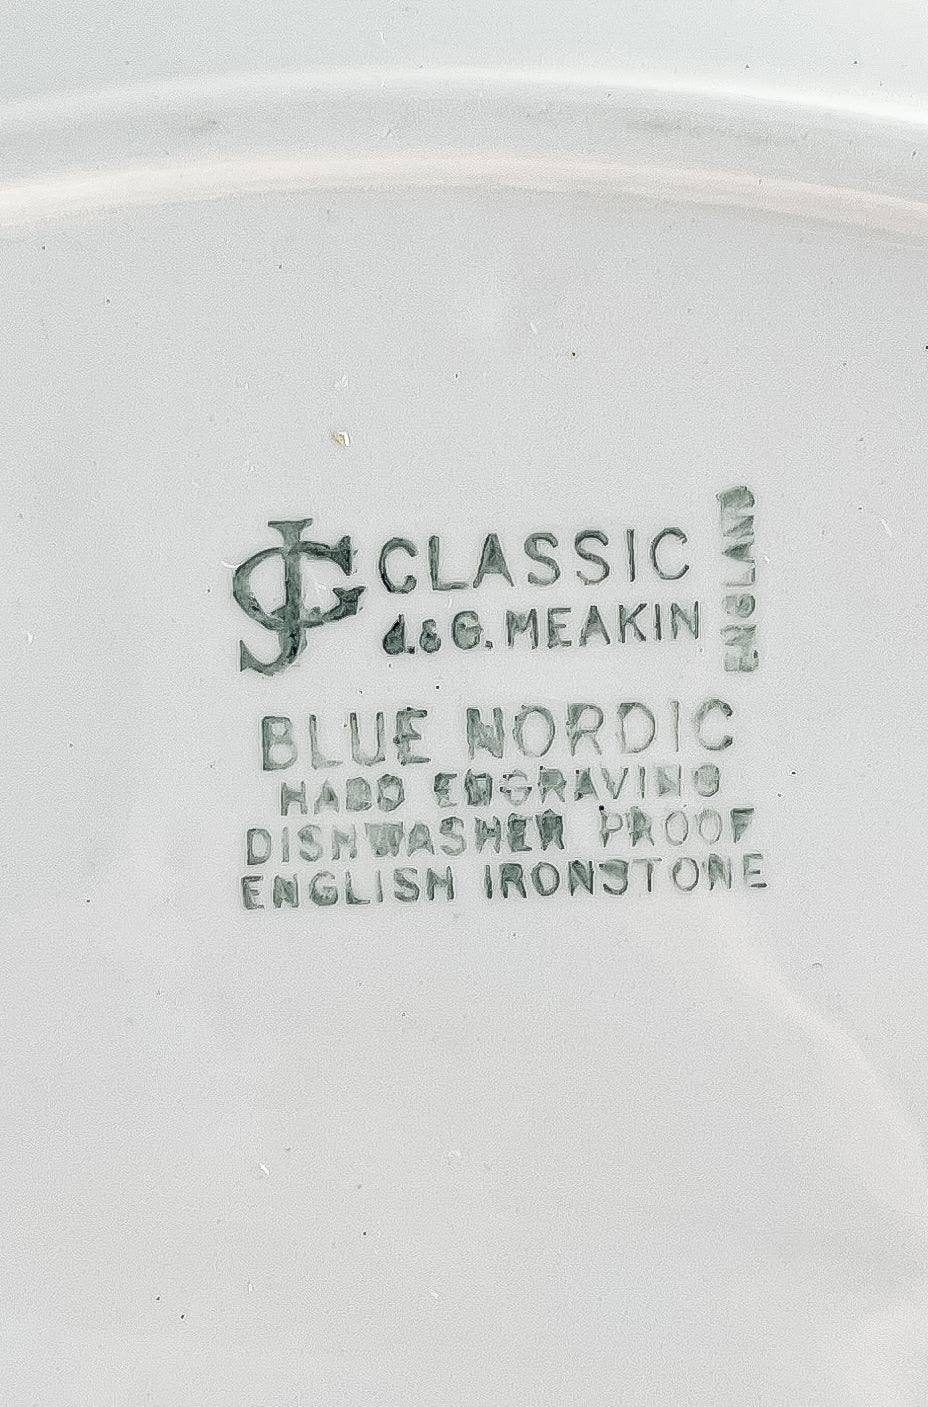 JG CLASSIC
J.&G. MEAKIN
ENGLAND
BLUE NORDIC
HAND ENGRAVING
DISHWASHER PROOF
ENGLISH IRONSTONE